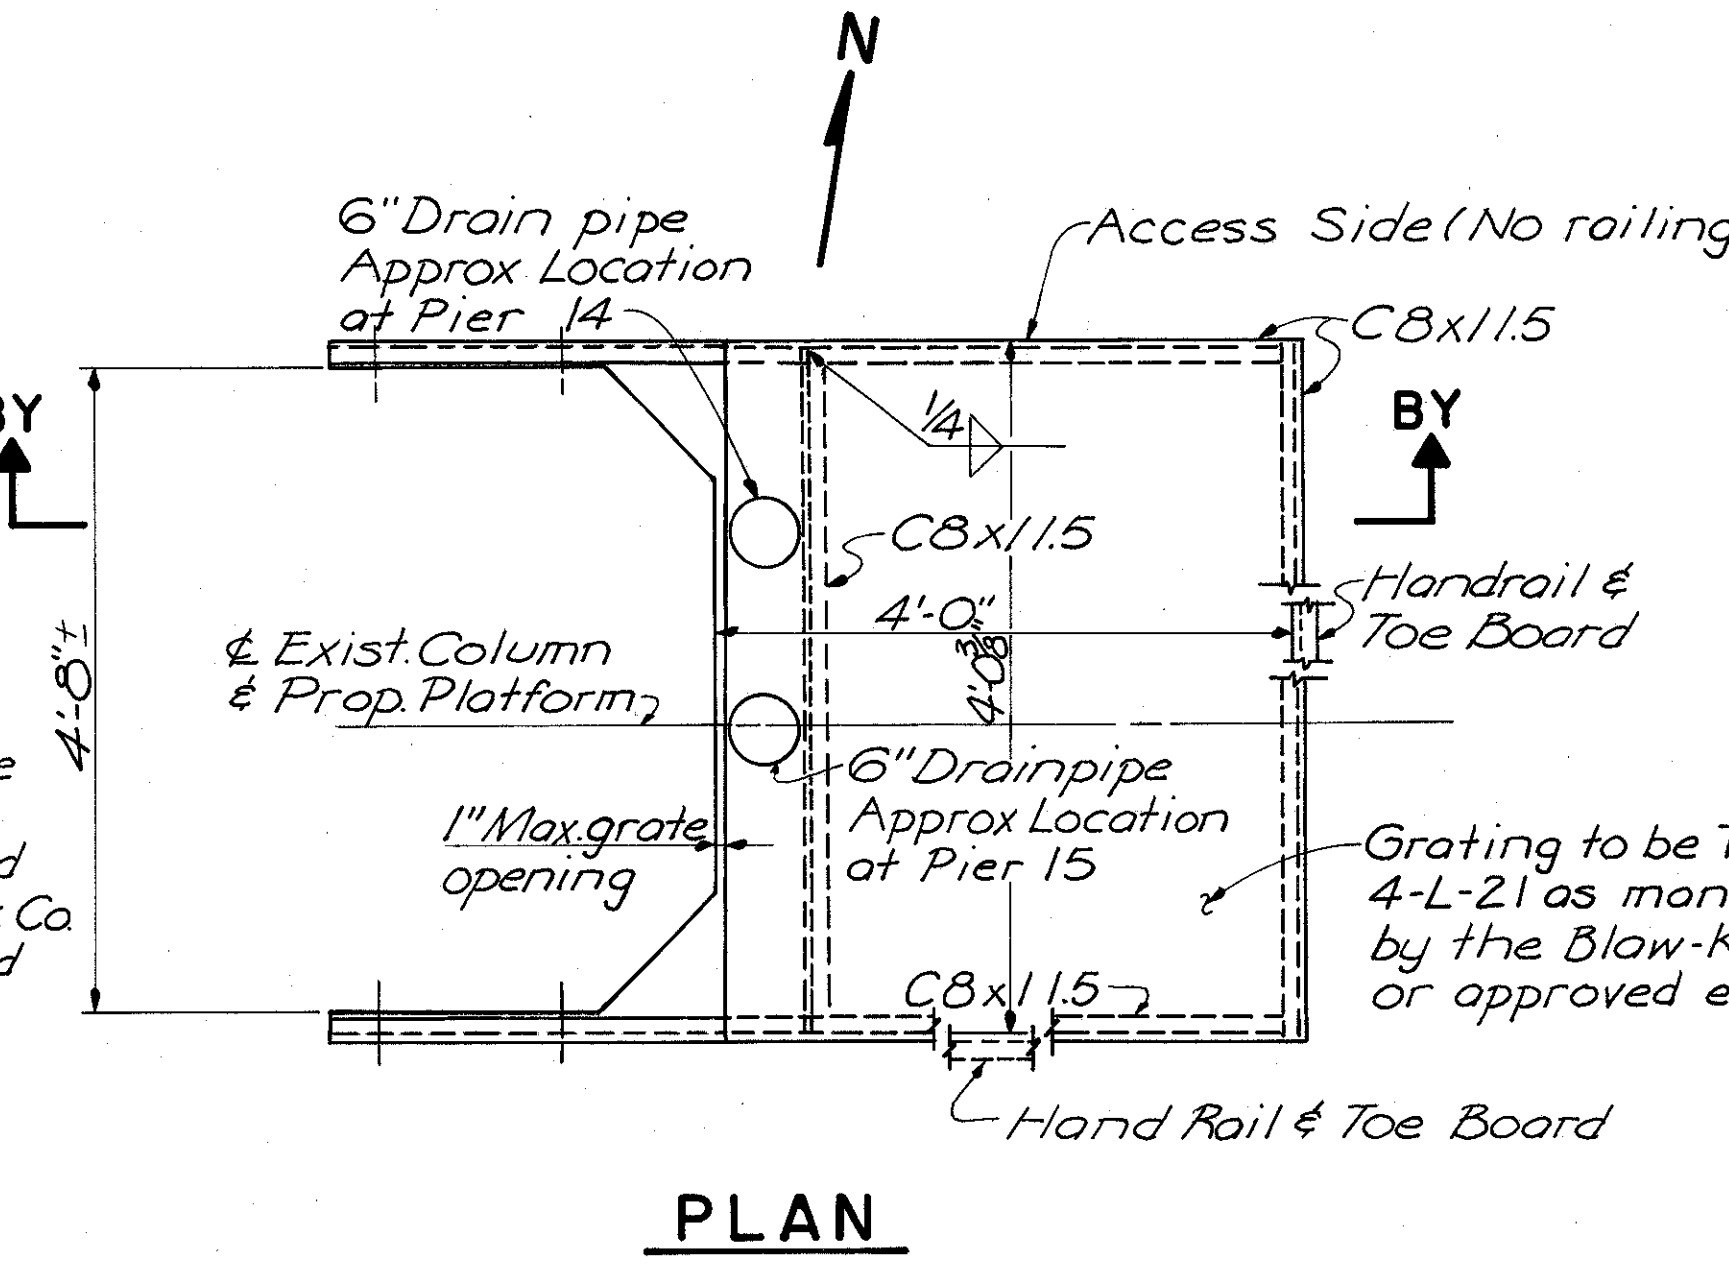 N
6" Drain pipe
Approx Location
at Pier 14
Access Side (No railing
C8x11.5
BY
BY
1/4
C8x11.5
4'-0"
4'-0 3/8"
4'-8"±
Handrail &
Toe Board
℄ Exist. Column
& Prop. Platform
6" Drainpipe
Approx Location
at Pier 15
1" Max. grate
opening
Grating to be
4-L-21 as man
by the Blaw-K
or approved e
Co.
C8x11.5
Hand Rail & Toe Board
PLAN